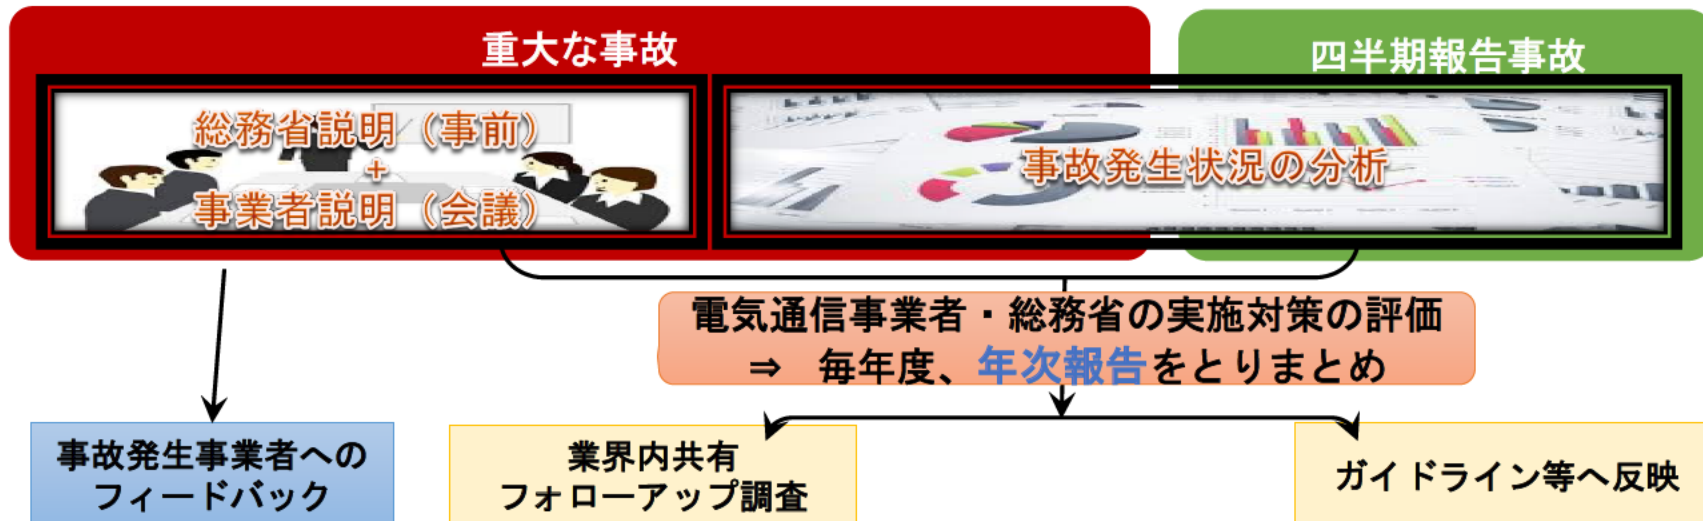 重大な事故
四半期報告事故
総務省説明（事前）
+
事業者説明（会議）
事故発生状況の分析
電気通信事業者・総務省の実施対策の評価
⇒　毎年度、年次報告をとりまとめ
事故発生事業者への
フィードバック
業界内共有
フォローアップ調査
ガイドライン等へ反映